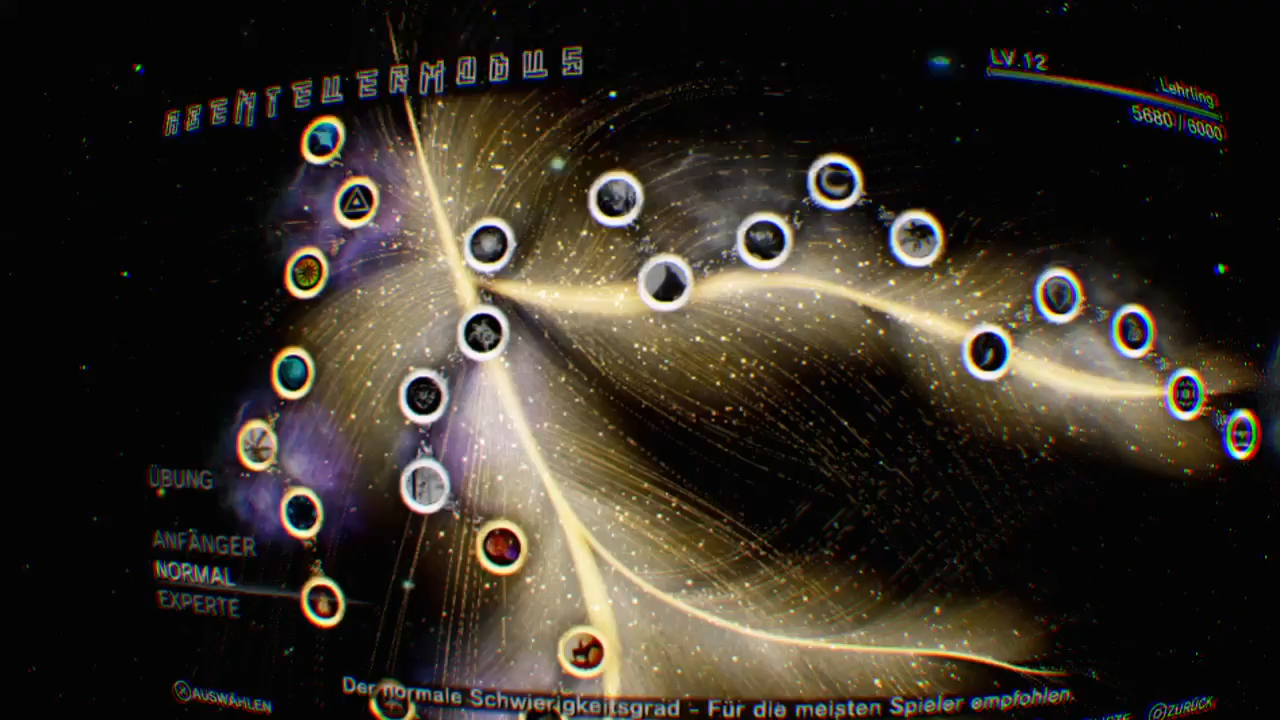 ABENTEUERMODUS
LV.12
Lehrling
5680 / 6000
ÜBUNG
ANFÄNGER
NORMAL
EXPERTE
AUSWÄHLEN
Der normale Schwierigkeitsgrad – Für die meisten Spieler empfohlen.
ZURÜCK